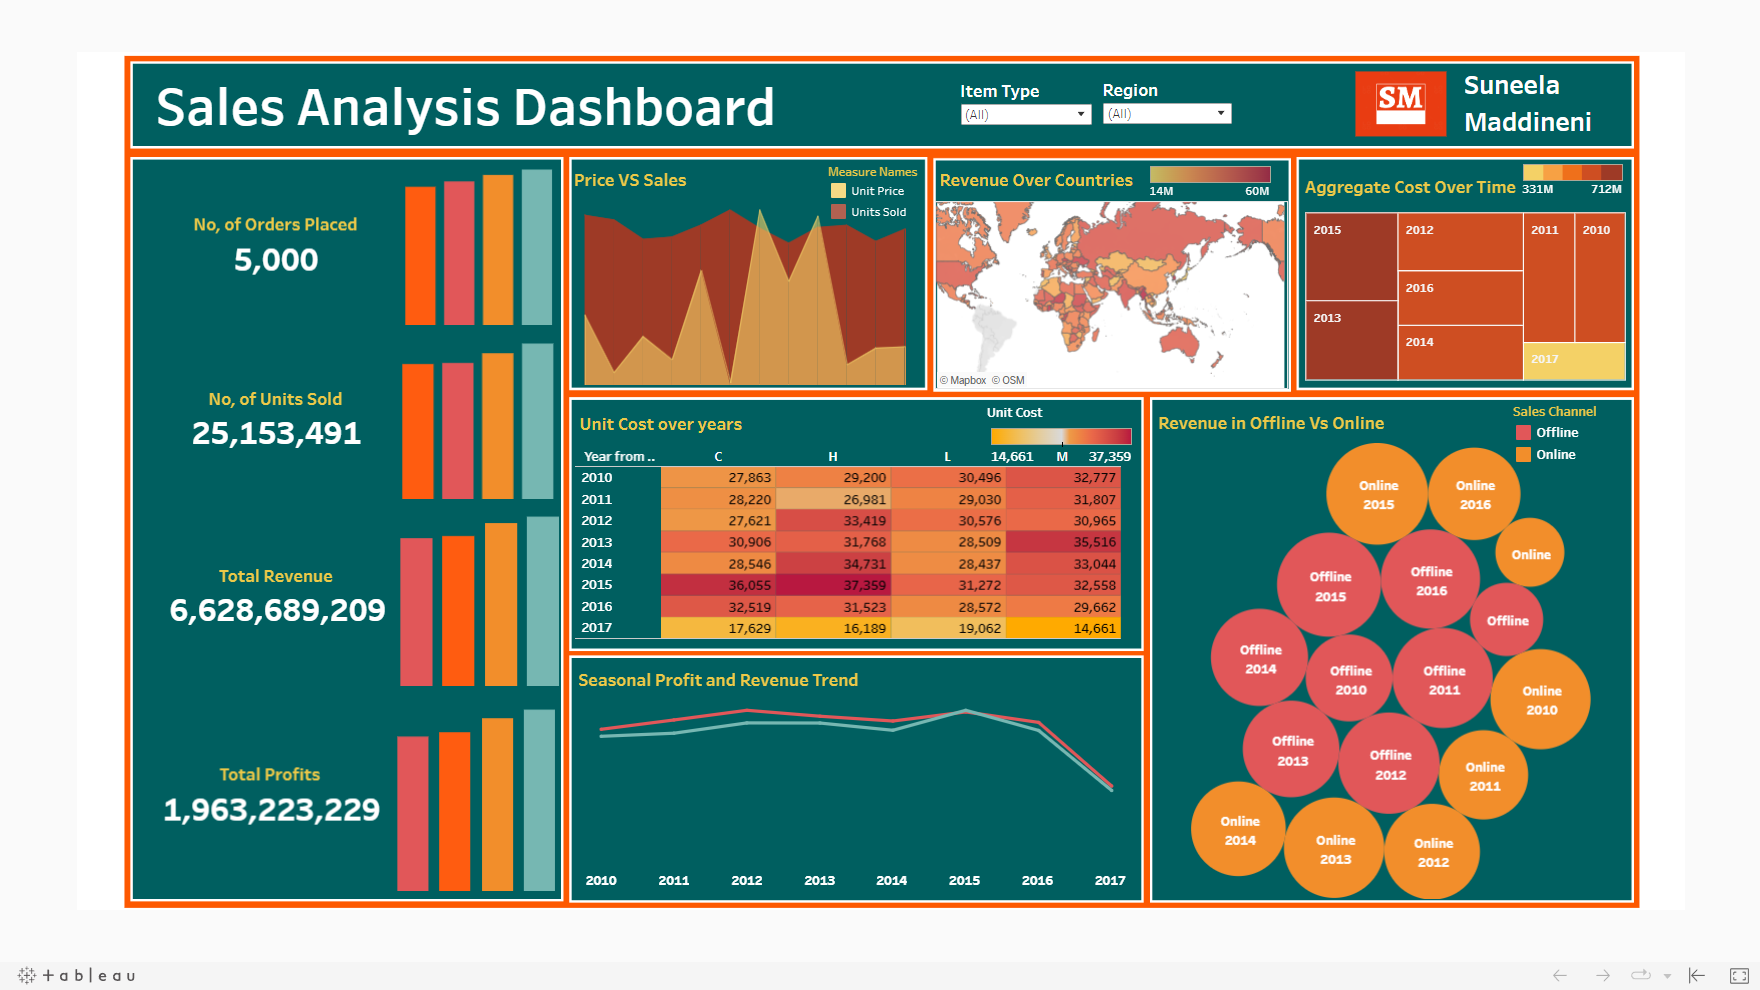 Sales Analysis Dashboard
Item Type
(All)
Region
(All)
SM
Suneela
Maddineni
No, of Orders Placed
5,000
No, of Units Sold
25,153,491
Total Revenue
6,628,689,209
Total Profits
1,963,223,229
Price VS Sales
Measure Names
Unit Price
Units Sold
Revenue Over Countries
14M 60M
© Mapbox © OSM
Aggregate Cost Over Time
331M 712M
2015
2013
2012
2016
2014
2011
2010
2017
Unit Cost over years
Unit Cost
14,661 37,359
Year from .. C H L M
2010 27,863 29,200 30,496 32,777
2011 28,220 26,981 29,030 31,807
2012 27,621 33,419 30,576 30,965
2013 30,906 31,768 28,509 35,516
2014 28,546 34,731 28,437 33,044
2015 36,055 37,359 31,272 32,558
2016 32,519 31,523 28,572 29,662
2017 17,629 16,189 19,062 14,661
Seasonal Profit and Revenue Trend
2010 2011 2012 2013 2014 2015 2016 2017
Revenue in Offline Vs Online
Sales Channel
Offline
Online
Online
2015
Online
2016
Online
Offline
2015
Offline
2016
Offline
Offline
2014
Offline
2010
Offline
2011
Online
2010
Offline
2013
Offline
2012
Online
2011
Online
2014
Online
2013
Online
2012
+ a b l e a u